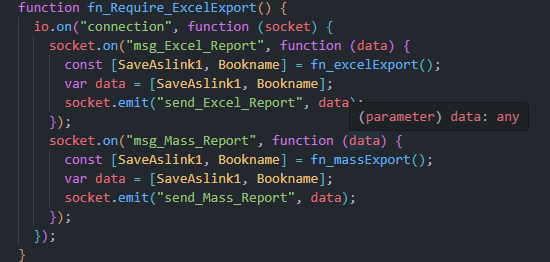 function fn_Require_ExcelExport() {
io.on("connection", function (socket) {
socket.on("msg_Excel_Report", function (data) {
const [SaveAslink1, Bookname] = fn_excelExport();
var data = [SaveAslink1, Bookname];
socket.emit("send_Excel_Report", data);
}); (parameter) data: any
socket.on("msg_Mass_Report", function (data) {
const [SaveAslink1, Bookname] = fn_massExport();
var data = [SaveAslink1, Bookname];
socket.emit("send_Mass_Report", data);
});
});
}